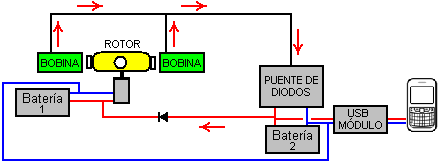 ROTOR
BOBINA
BOBINA
PUENTE DE
DIODOS
Batería
1
USB
MÓDULO
Batería
2